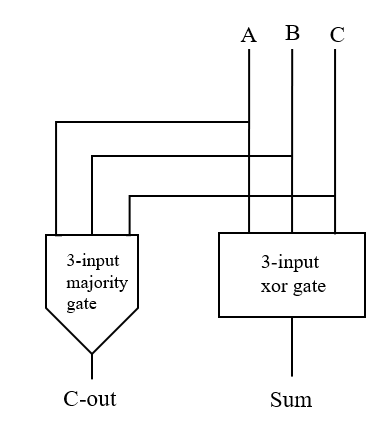 A B C
3-input
majority
gate
3-input
xor gate
C-out
Sum